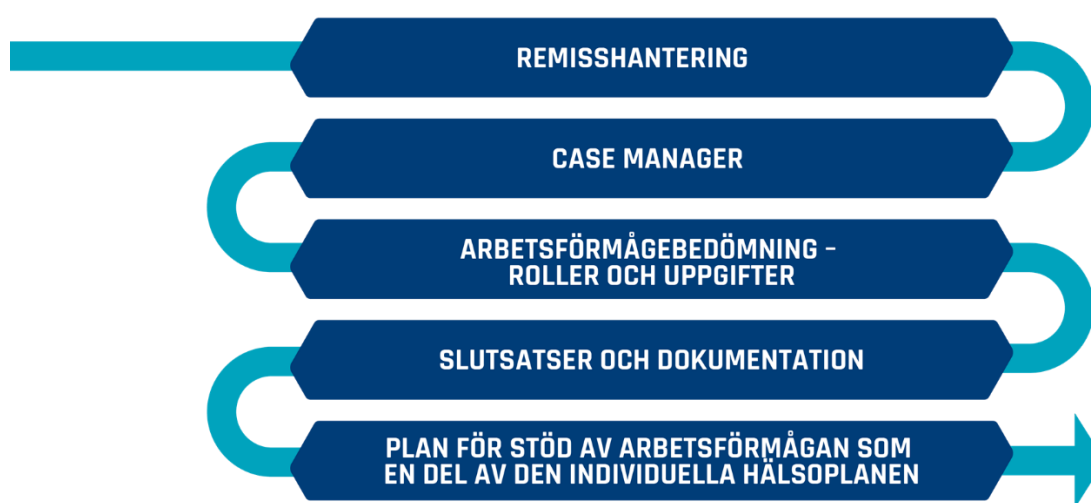 REMISSHANTERING
CASE MANAGER
ARBETSFÖRMÅGEBEDÖMNING –
ROLLER OCH UPPGIFTER
SLUTSATSER OCH DOKUMENTATION
PLAN FÖR STÖD AV ARBETSFÖRMÅGAN SOM
EN DEL AV DEN INDIVIDUELLA HÄLSOPLANEN